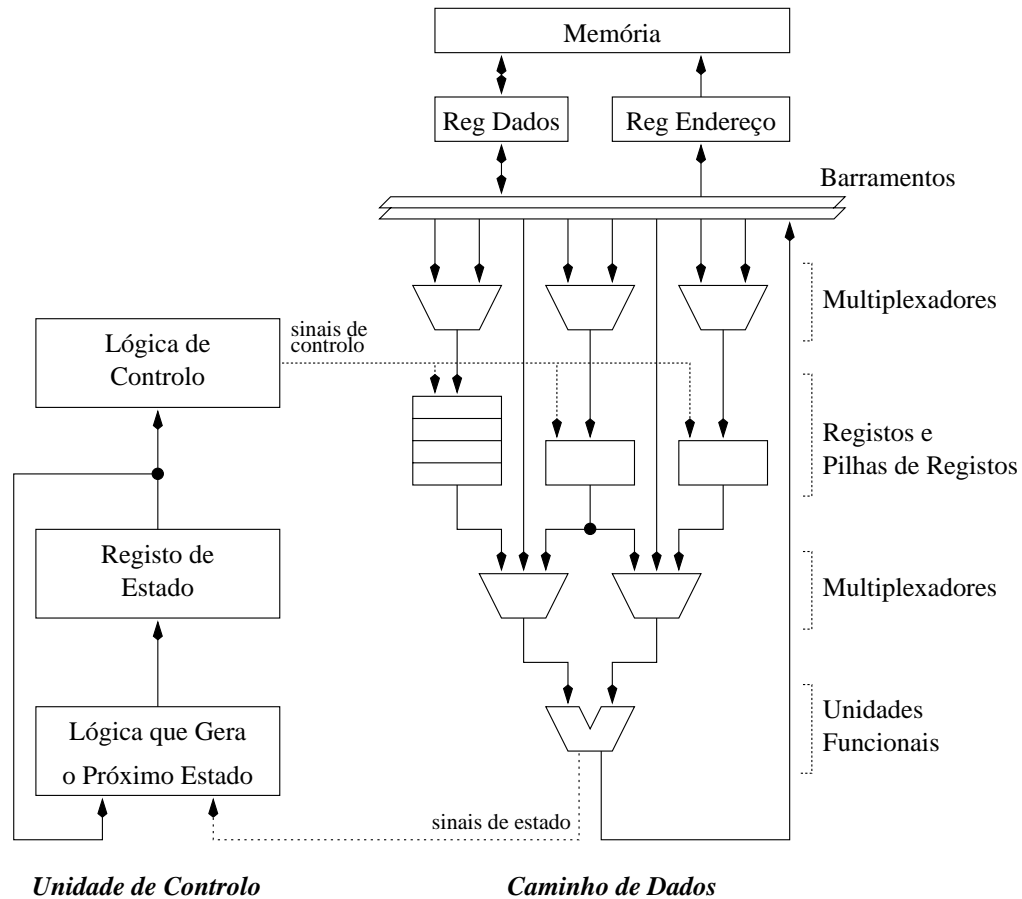 Memória
Reg Dados
Reg Endereço
Barramentos
Multiplexadores
sinais de
controlo
Lógica de
Controlo
Registos e
Pilhas de Registos
Registo de
Estado
Multiplexadores
Lógica que Gera
o Próximo Estado
Unidades
Funcionais
sinais de estado
Unidade de Controlo
Caminho de Dados